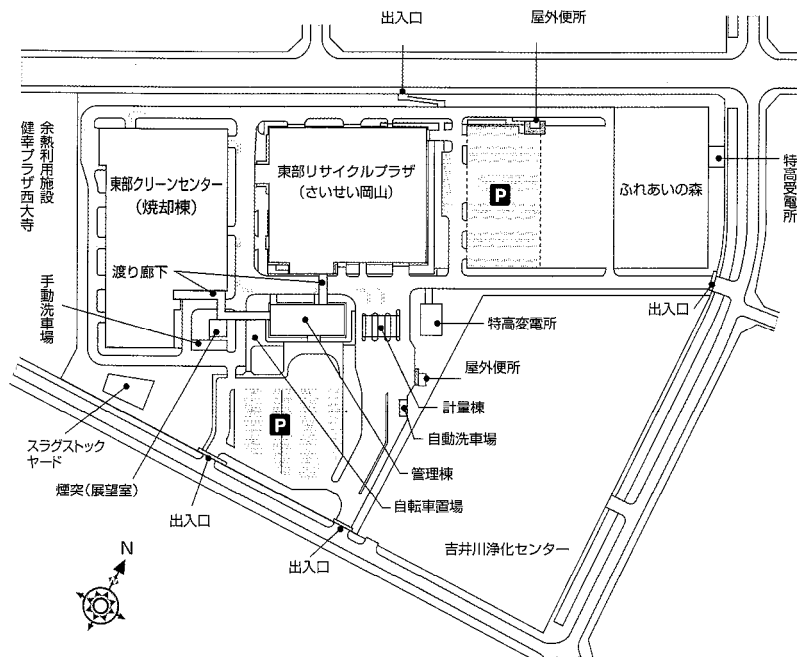 出入口
屋外便所
余熱利用施設
健幸プラザ西大寺
東部クリーンセンター
(焼却棟)
東部リサイクルプラザ
(さいせい岡山)
P
ふれあいの森
特高受電所
渡り廊下
手動洗車場
出入口
特高変電所
屋外便所
計量棟
自動洗車場
P
スラグストック
ヤード
管理棟
煙突(展望室)
自転車置場
出入口
出入口
吉井川浄化センター
N